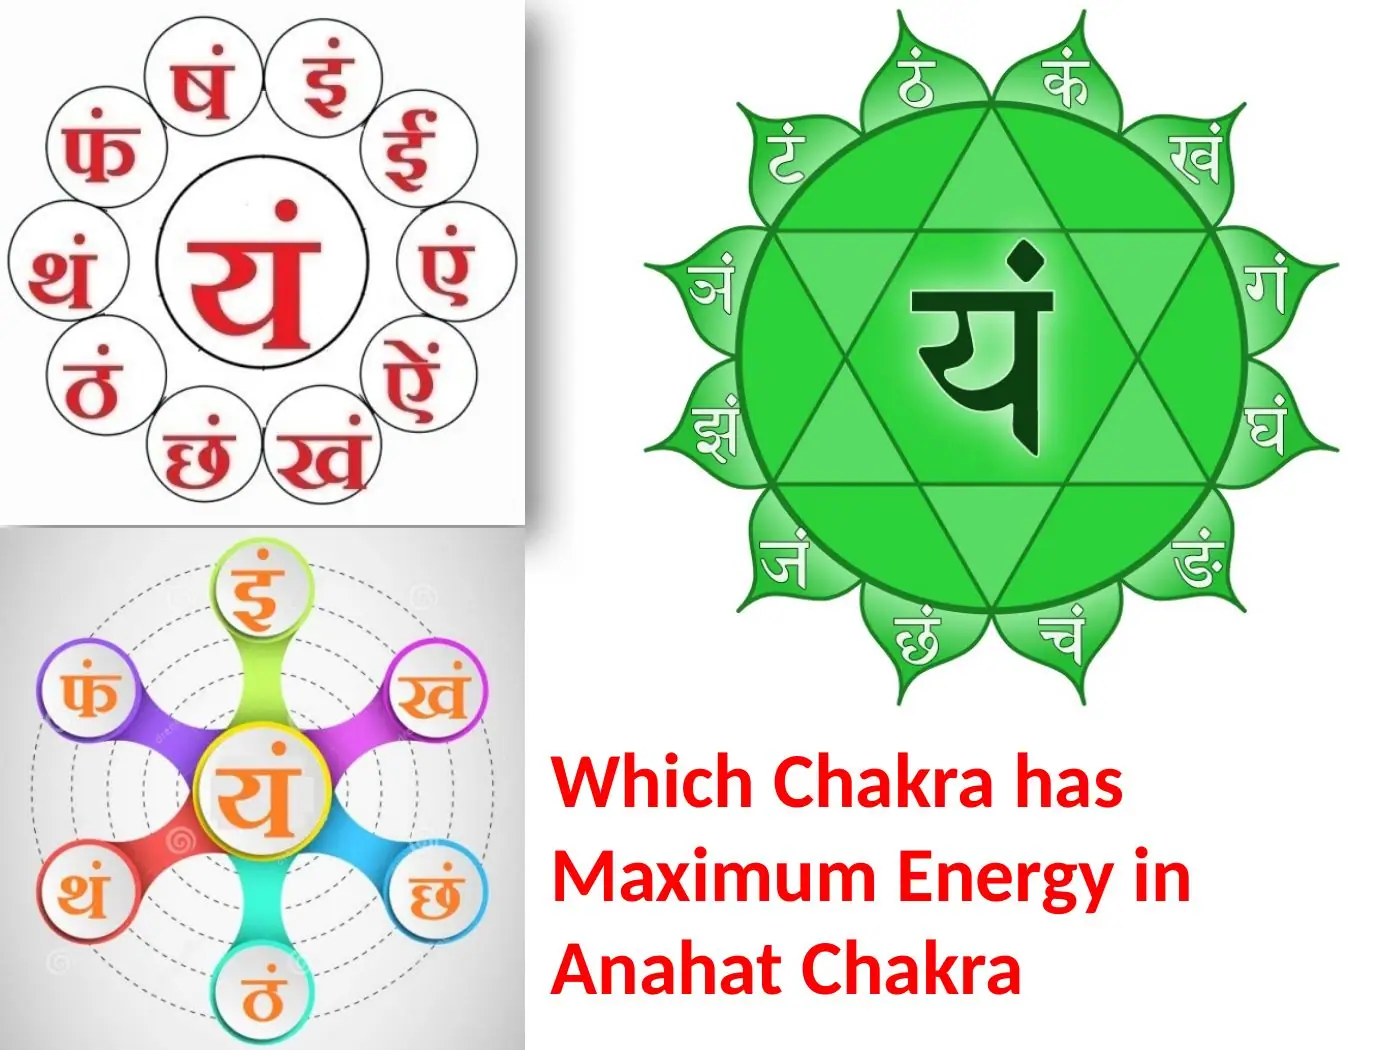 षं
इं
ईं
एं
ऐं
खं
छं
ठं
थं
फं
यं
ठं
कं
खं
गं
घं
ङं
चं
छं
जं
झं
ञं
टं
यं
इं
खं
छं
ठं
थं
फं
यं
Which Chakra has
Maximum Energy in
Anahat Chakra